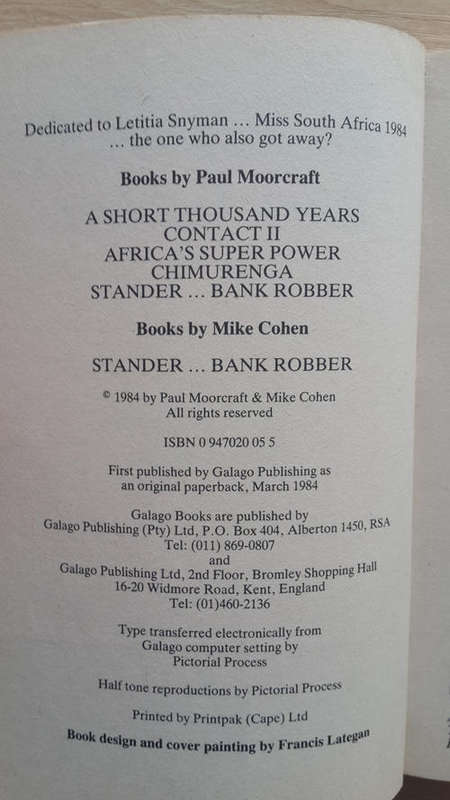 Dedicated to Letitia Snyman ... Miss South Africa 1984
... the one who also got away?
Books by Paul Moorcraft
A SHORT THOUSAND YEARS
CONTACT II
AFRICA'S SUPER POWER
CHIMURENGA
STANDER ... BANK ROBBER
Books by Mike Cohen
STANDER ... BANK ROBBER
© 1984 by Paul Moorcraft & Mike Cohen
All rights reserved
ISBN 0 947020 05 5
First published by Galago Publishing as
an original paperback, March 1984
Galago Books are published by
Galago Publishing (Pty) Ltd, P.O. Box 404, Alberton 1450, RSA
Tel: (011) 869-0807
and
Galago Publishing Ltd, 2nd Floor, Bromley Shopping Hall
16-20 Widmore Road, Kent, England
Tel: (01)460-2136
Type transferred electronically from
Galago computer setting by
Pictorial Process
Half tone reproductions by Pictorial Process
Printed by Printpak (Cape) Ltd
Book design and cover painting by Francis Lategan